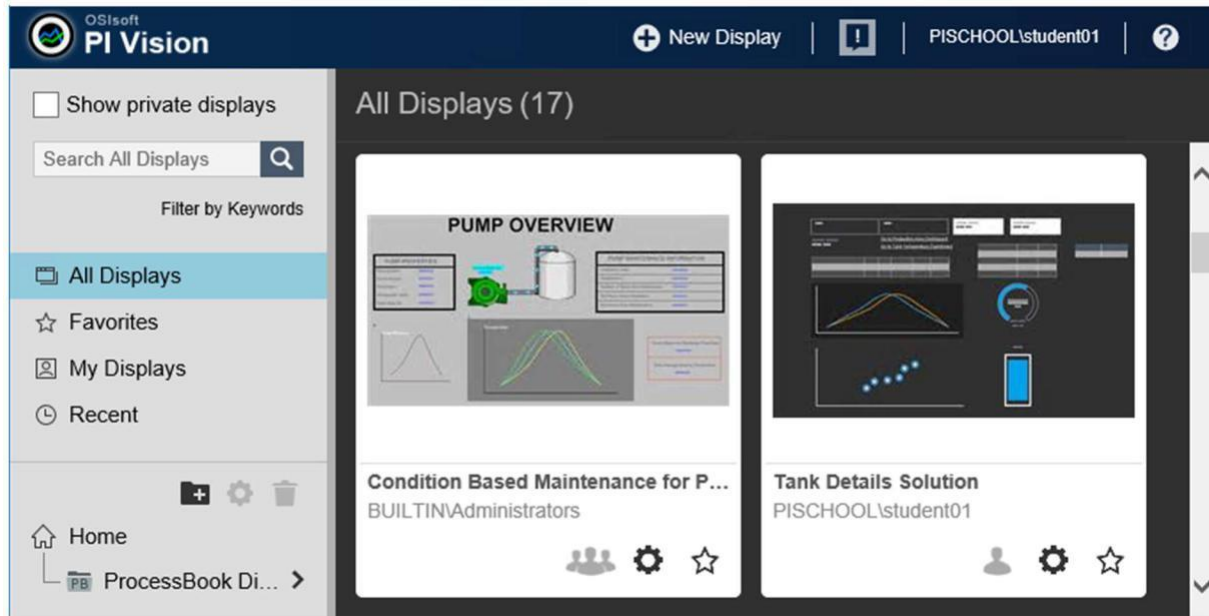 OSIsoft
PI Vision
New Display
PISCHOOL\student01
Show private displays
Search All Displays
Filter by Keywords
All Displays
Favorites
My Displays
Recent
Home
PB ProcessBook Di...
All Displays (17)
PUMP OVERVIEW
Condition Based Maintenance for P...
BUILTIN\Administrators
Tank Details Solution
PISCHOOL\student01